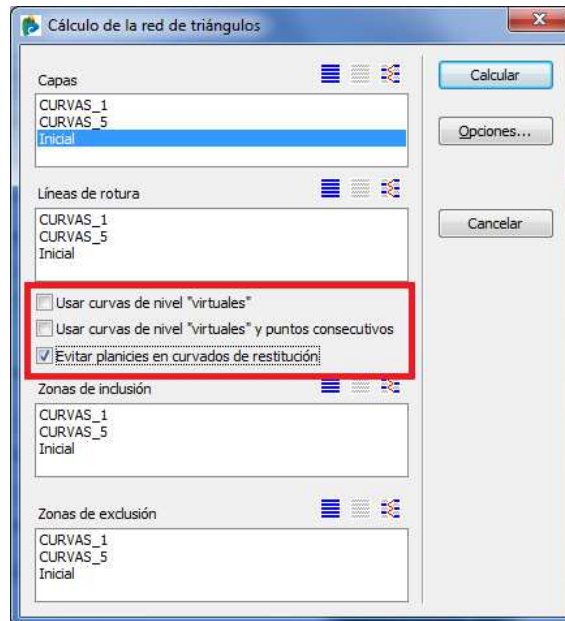 Cálculo de la red de triángulos
Capas
CURVAS_1
CURVAS_5
Inicial
Líneas de rotura
CURVAS_1
CURVAS_5
Inicial
Usar curvas de nivel "virtuales"
Usar curvas de nivel "virtuales" y puntos consecutivos
Evitar planicies en curvados de restitución
Zonas de inclusión
CURVAS_1
CURVAS_5
Inicial
Zonas de exclusión
CURVAS_1
CURVAS_5
Inicial
Calcular
Opciones...
Cancelar